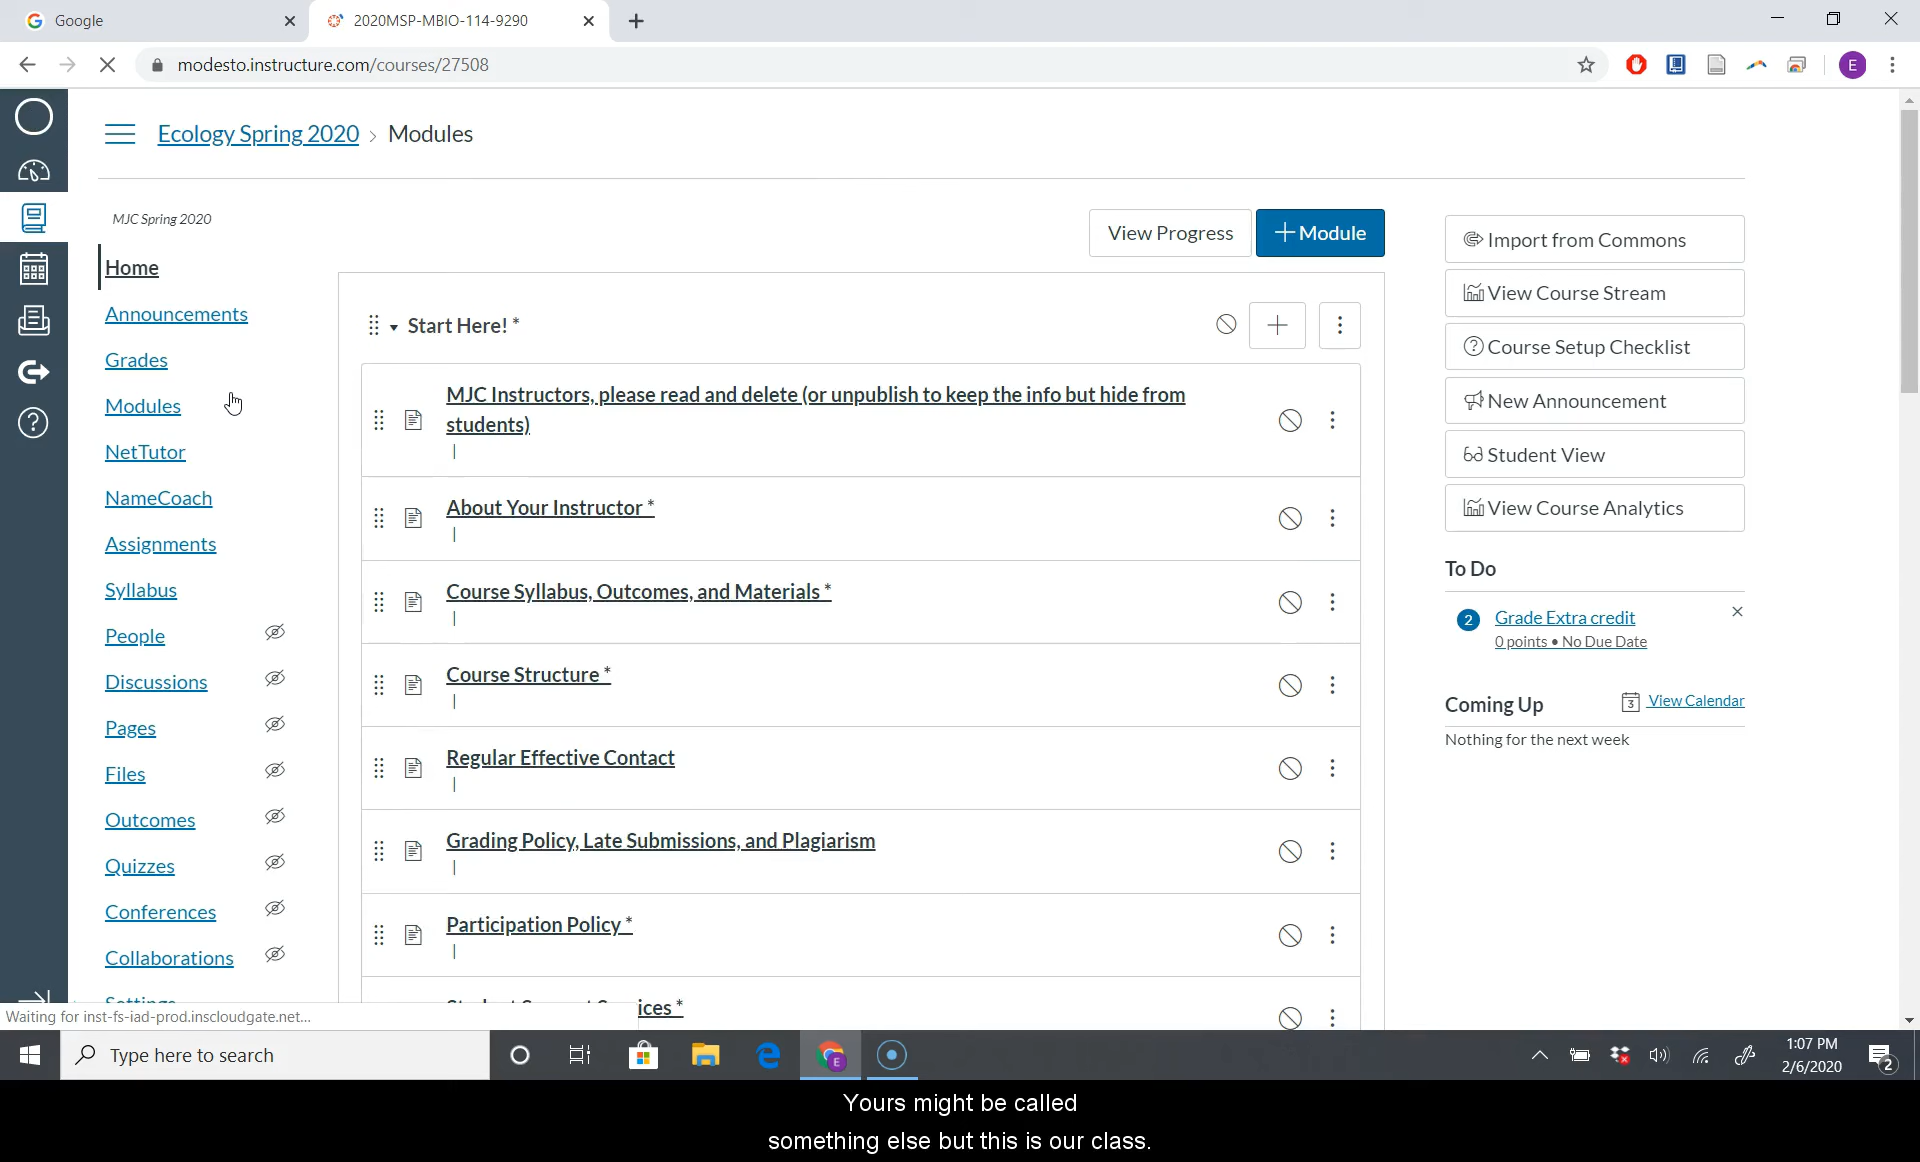 Google
2020MSP-MBIO-114-9290
modesto.instructure.com/courses/27508
E
Ecology Spring 2020 > Modules
MJC Spring 2020
View Progress
+ Module
Import from Commons
View Course Stream
Course Setup Checklist
New Announcement
Student View
View Course Analytics
Home
Announcements
Grades
Modules
NetTutor
NameCoach
Assignments
Syllabus
People
Discussions
Pages
Files
Outcomes
Quizzes
Conferences
Collaborations
Start Here! *
MJC Instructors, please read and delete (or unpublish to keep the info but hide from
students)
|
About Your Instructor *
|
Course Syllabus, Outcomes, and Materials *
|
Course Structure *
|
Regular Effective Contact
|
Grading Policy, Late Submissions, and Plagiarism
|
Participation Policy *
|
ices *
To Do
2 Grade Extra credit
0 points • No Due Date
Coming Up
3 View Calendar
Nothing for the next week
Waiting for inst-fs-iad-prod.inscloudgate.net...
Type here to search
E
1:07 PM
2/6/2020
2
Yours might be called
something else but this is our class.